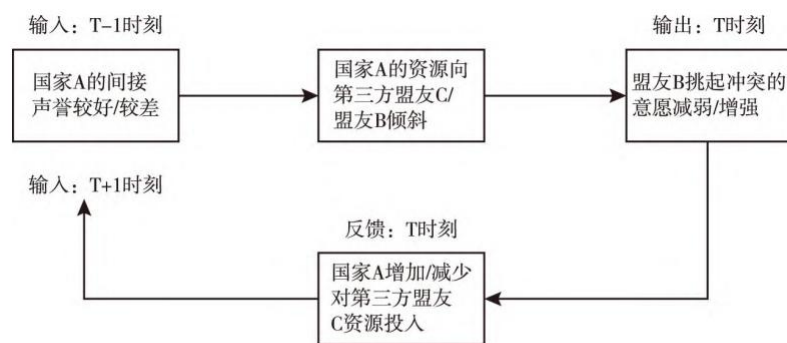 输入：T−1时刻
国家A的间接
声誉较好/较差
国家A的资源向
第三方盟友C/
盟友B倾斜
输出：T时刻
盟友B挑起冲突的
意愿减弱/增强
输入：T+1时刻
反馈：T时刻
国家A增加/减少
对第三方盟友
C资源投入